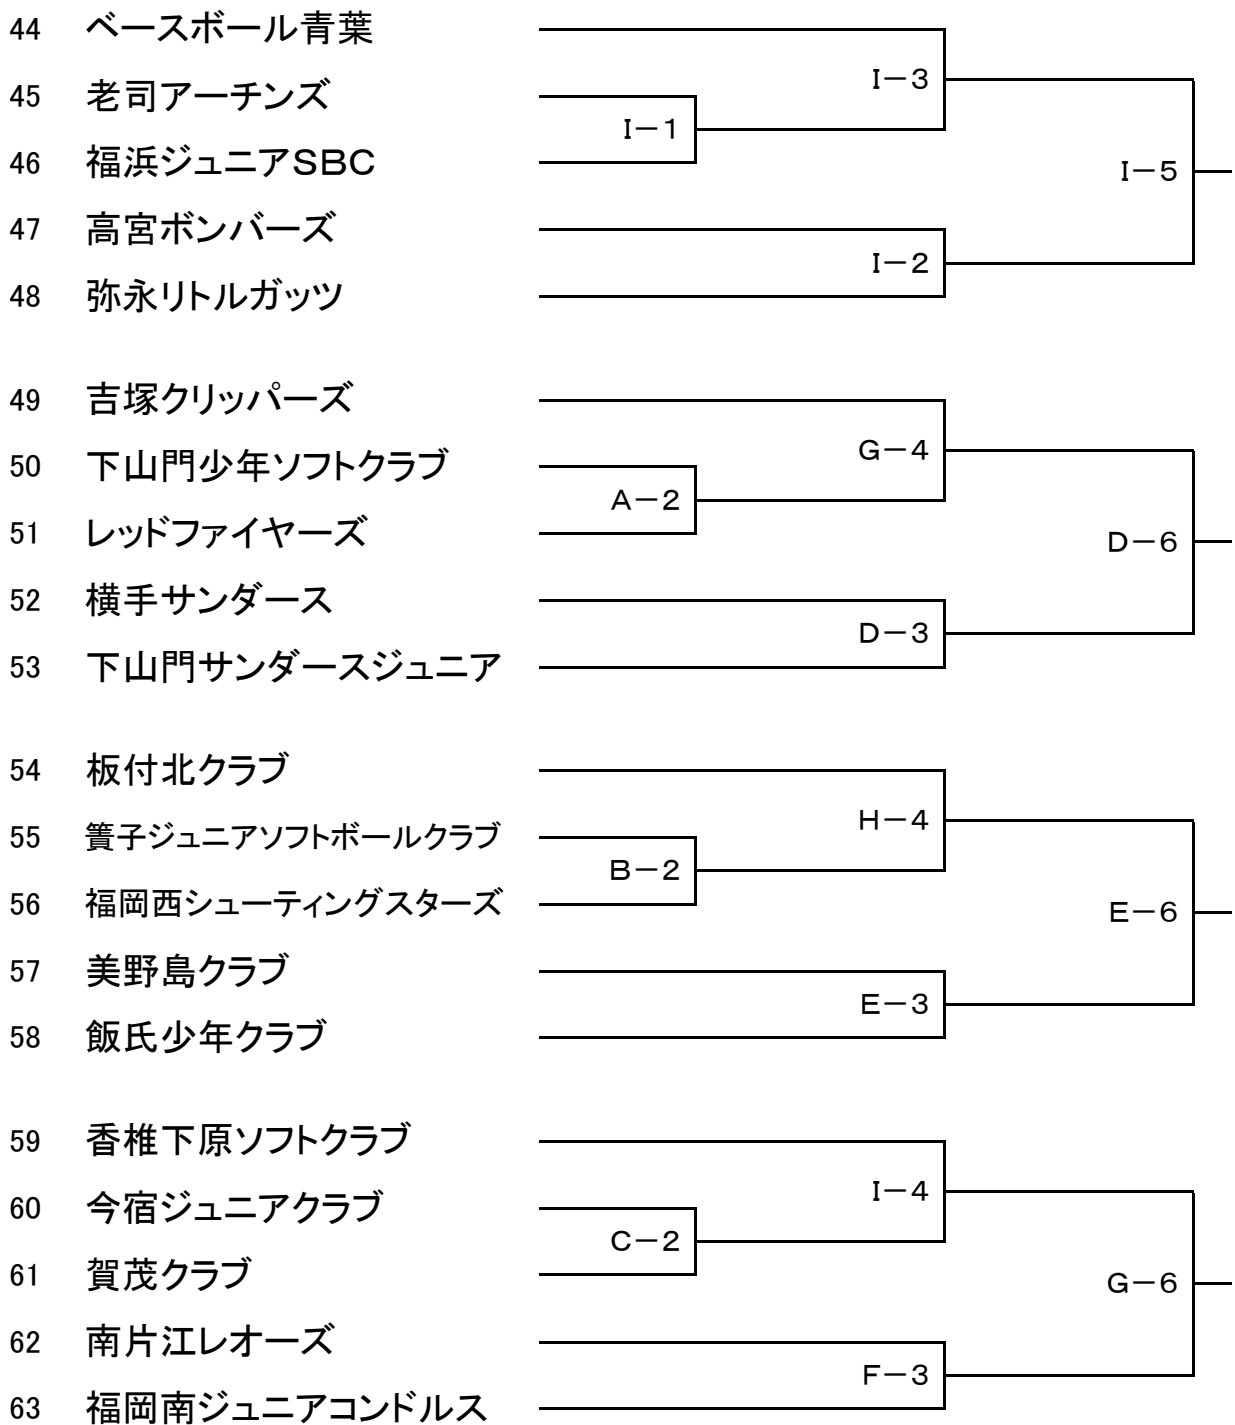 44 ベースボール青葉
I－3
45 老司アーチンズ
I－1
46 福浜ジュニアSBC
I－5
47 高宮ボンバーズ
I－2
48 弥永リトルガッツ
49 吉塚クリッパーズ
G－4
50 下山門少年ソフトクラブ
A－2
51 レッドファイヤーズ
D－6
52 横手サンダース
D－3
53 下山門サンダースジュニア
54 板付北クラブ
H－4
55 簀子ジュニアソフトボールクラブ
B－2
56 福岡西シューティングスターズ
E－6
57 美野島クラブ
E－3
58 飯氏少年クラブ
59 香椎下原ソフトクラブ
I－4
60 今宿ジュニアクラブ
C－2
61 賀茂クラブ
G－6
62 南片江レオーズ
F－3
63 福岡南ジュニアコンドルス